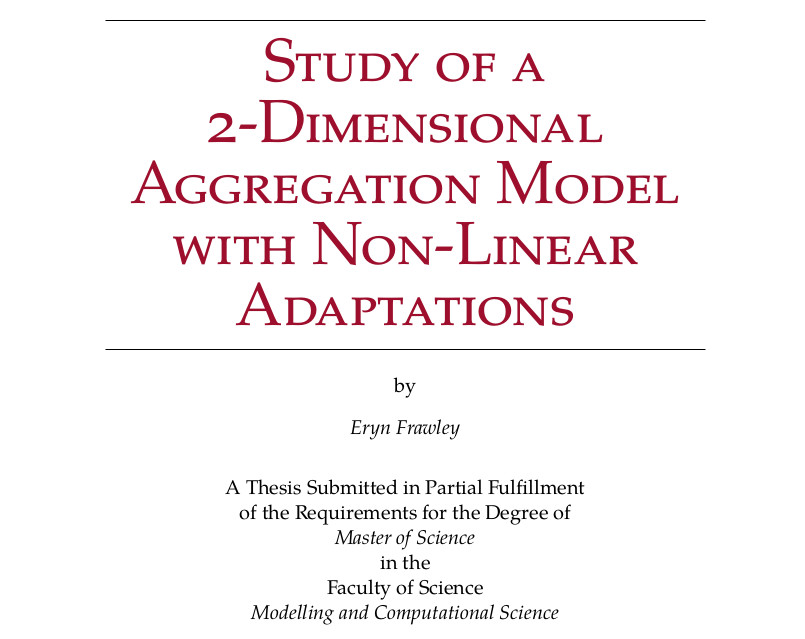 Study of a
2-Dimensional
Aggregation Model
with Non-Linear
Adaptations
by
Eryn Frawley
A Thesis Submitted in Partial Fulfillment
of the Requirements for the Degree of
Master of Science
in the
Faculty of Science
Modelling and Computational Science